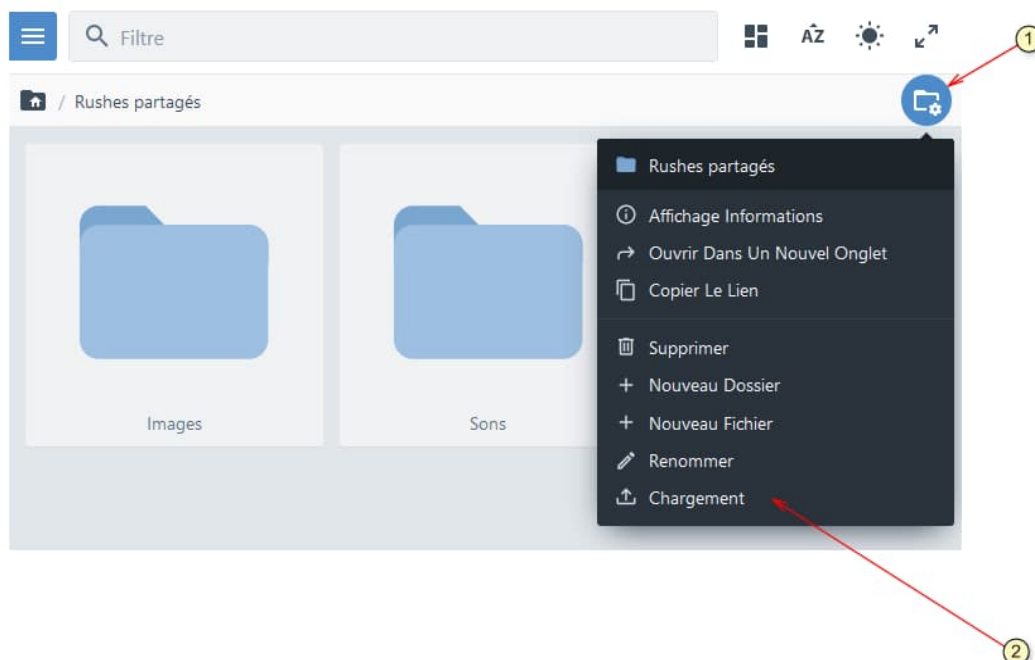 Filtre
AZ
1
/ Rushes partagés
Rushes partagés
Affichage Informations
Ouvrir Dans Un Nouvel Onglet
Copier Le Lien
Supprimer
+ Nouveau Dossier
+ Nouveau Fichier
Renommer
Chargement
Images
Sons
2